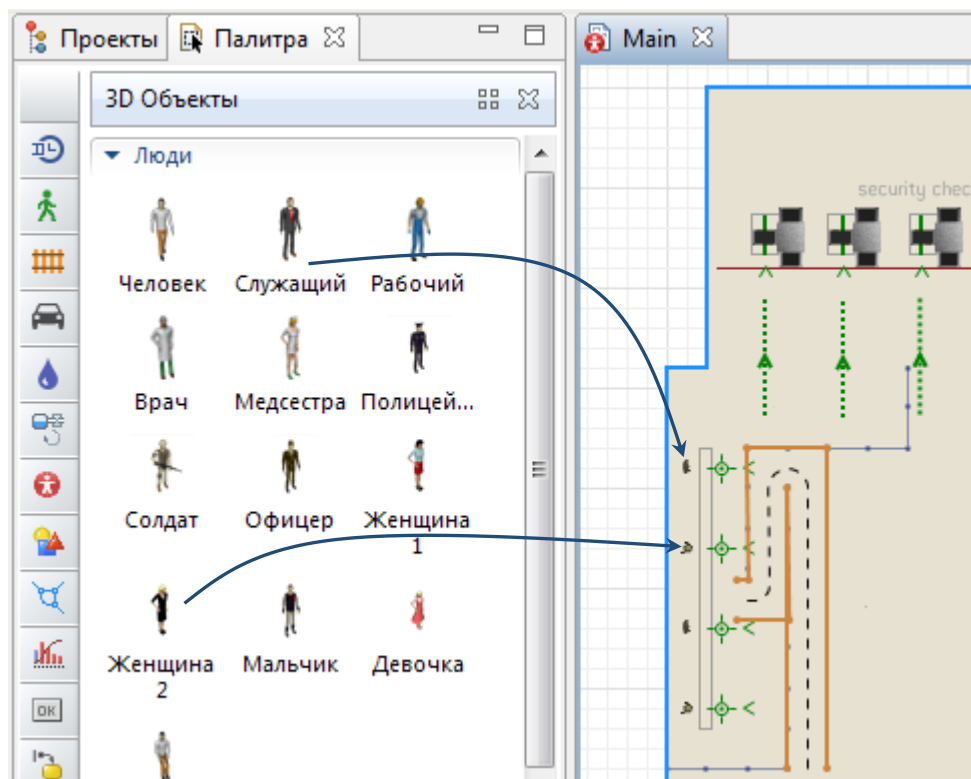 Проекты
Палитра
Main
3D Объекты
Люди
security chec
Человек
Служащий
Рабочий
Врач
Медсестра
Полицей...
Солдат
Офицер
Женщина
1
Женщина
2
Мальчик
Девочка
OK